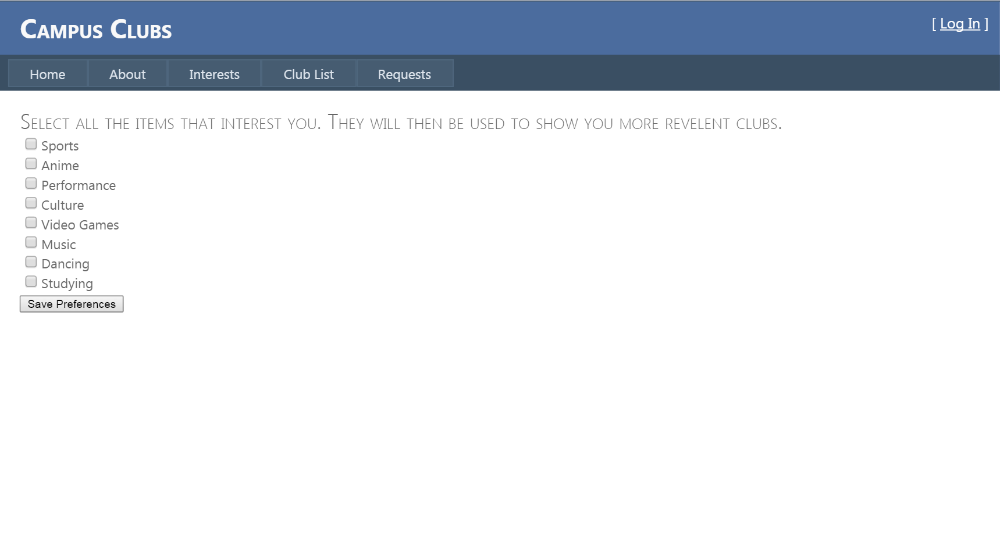 Campus Clubs
[ Log In ]
Home About Interests Club List Requests
Select all the items that interest you. They will then be used to show you more revelent clubs.
Sports
Anime
Performance
Culture
Video Games
Music
Dancing
Studying
Save Preferences